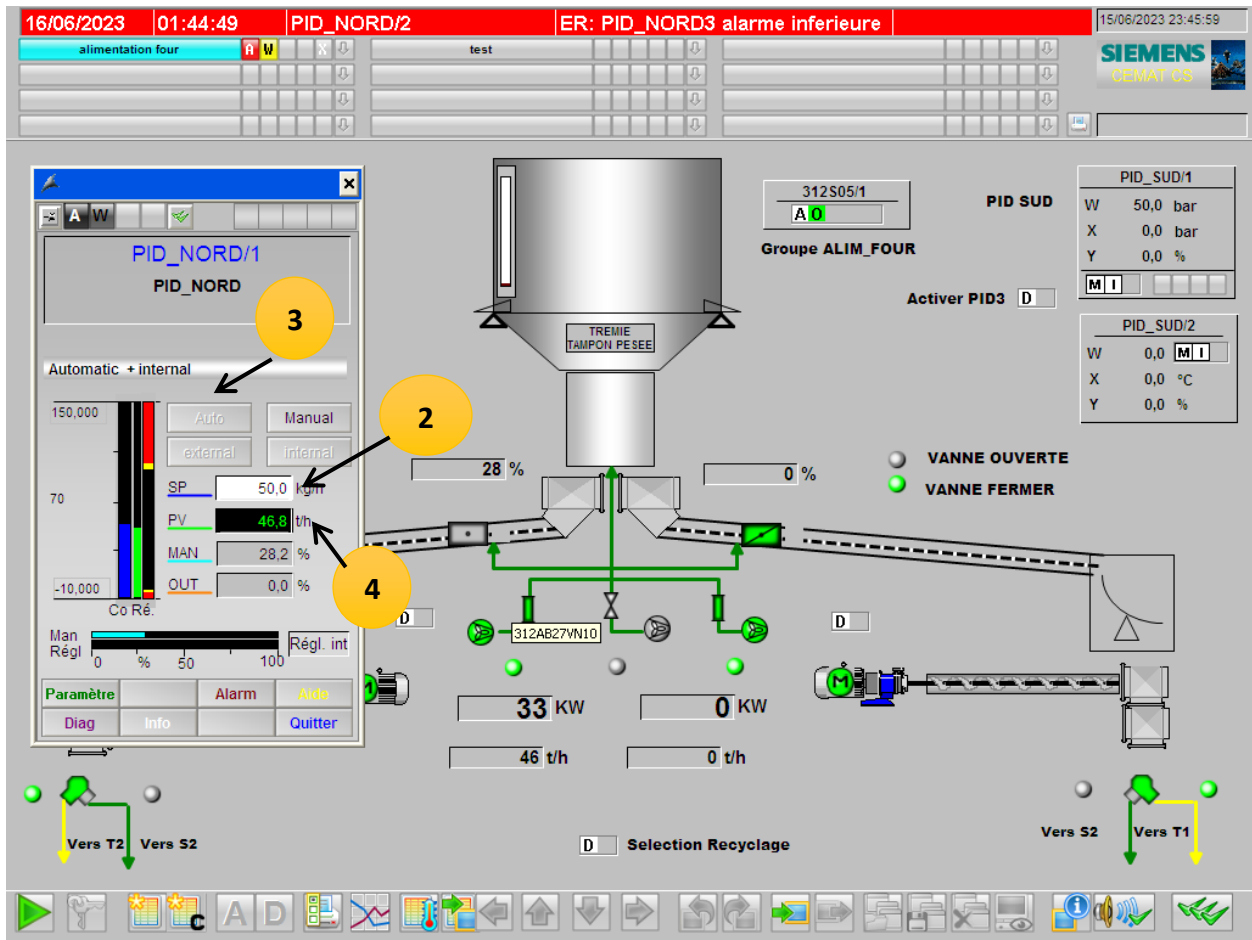 16/06/2023 01:44:49 PID_NORD/2 ER: PID_NORD3 alarme inferieure 15/06/2023 23:45:59
alimentation four A W X test
SIEMENS
CEMAT CS
A W
PID_NORD/1
PID_NORD
3
Automatic + internal
150,000
Auto Manual
external internal
2
SP 50,0 kg/h
70
PV 46,8 t/h
MAN 28,2 %
-10,000 OUT 0,0 %
4
Co Ré.
Man
Régl
0 % 50 100
Régl. int
Paramètre Alarm Aide
Diag Info Quitter
TREMIE
TAMPON PESEE
312S05/1
A O
Groupe ALIM_FOUR
PID SUD
Activer PID3 D
PID_SUD/1
W 50,0 bar
X 0,0 bar
Y 0,0 %
M I
PID_SUD/2
W 0,0 M I
X 0,0 °C
Y 0,0 %
28 %
0 %
VANNE OUVERTE
VANNE FERMER
D
312AB27VN10
D
M
33 KW
0 KW
46 t/h
0 t/h
Vers T2 Vers S2
D Selection Recyclage
Vers S2 Vers T1
C A D